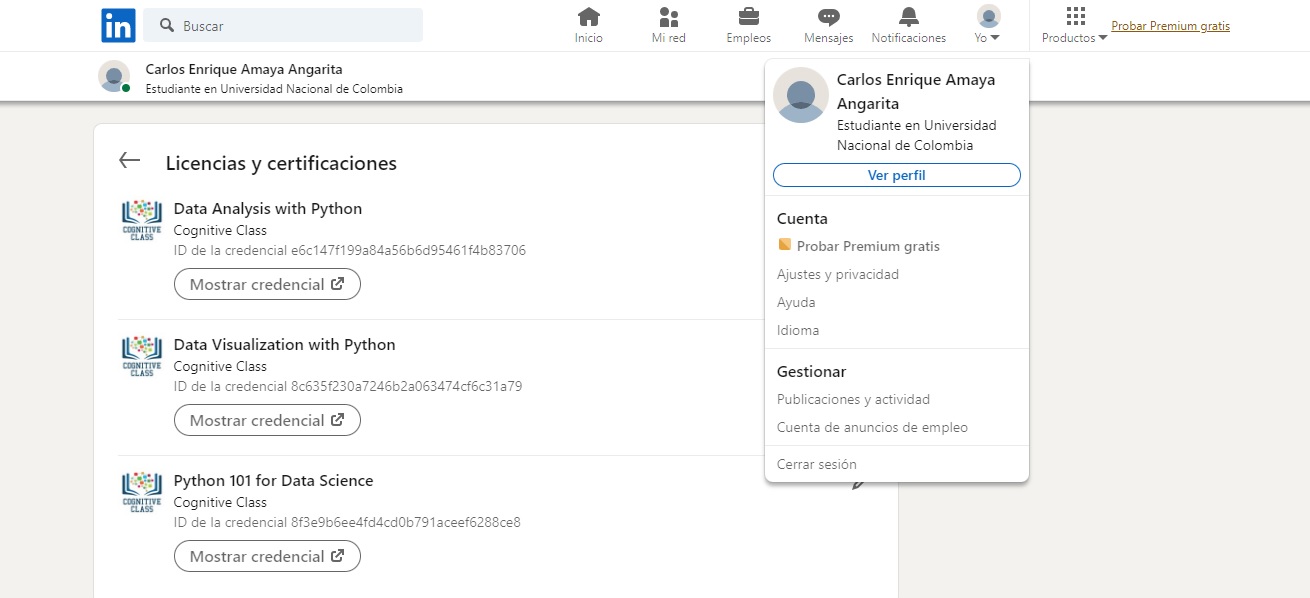 in
Buscar
Inicio
Mi red
Empleos
Mensajes
Notificaciones
Yo
Productos
Probar Premium gratis
Carlos Enrique Amaya Angarita
Estudiante en Universidad Nacional de Colombia
Licencias y certificaciones
COGNITIVE
CLASS
Data Analysis with Python
Cognitive Class
ID de la credencial e6c147f199a84a56b6d95461f4b83706
Mostrar credencial
COGNITIVE
CLASS
Data Visualization with Python
Cognitive Class
ID de la credencial 8c635f230a7246b2a063474cf6c31a79
Mostrar credencial
COGNITIVE
CLASS
Python 101 for Data Science
Cognitive Class
ID de la credencial 8f3e9b6ee4fd4cd0b791aceef6288ce8
Mostrar credencial
Carlos Enrique Amaya
Angarita
Estudiante en Universidad
Nacional de Colombia
Ver perfil
Cuenta
Probar Premium gratis
Ajustes y privacidad
Ayuda
Idioma
Gestionar
Publicaciones y actividad
Cuenta de anuncios de empleo
Cerrar sesión